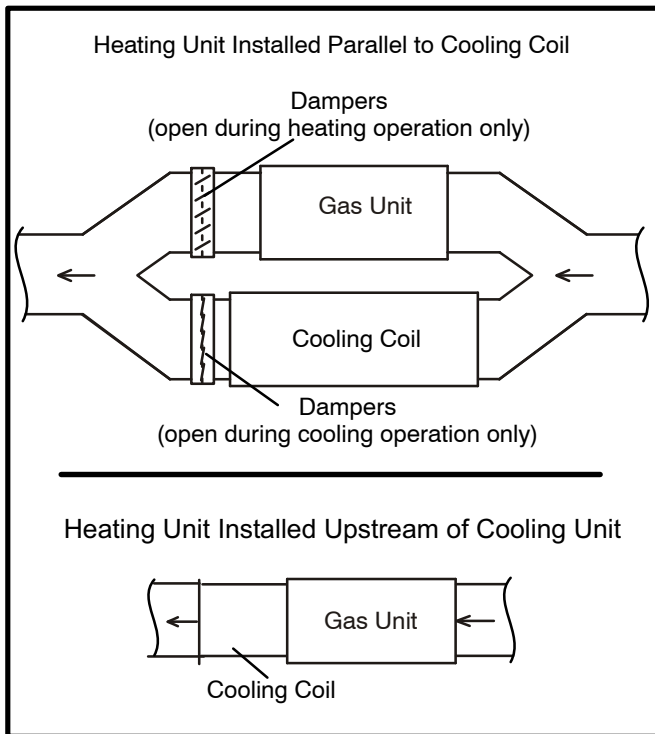 Heating Unit Installed Parallel to Cooling Coil
Dampers
(open during heating operation only)
Gas Unit
Cooling Coil
Dampers
(open during cooling operation only)
Heating Unit Installed Upstream of Cooling Unit
Gas Unit
Cooling Coil